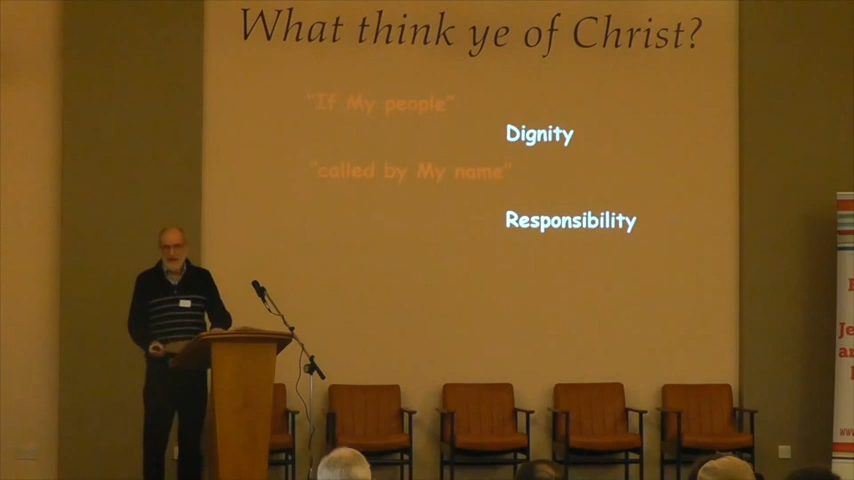 What think ye of Christ?
"If My people"
Dignity
"called by My name"
Responsibility